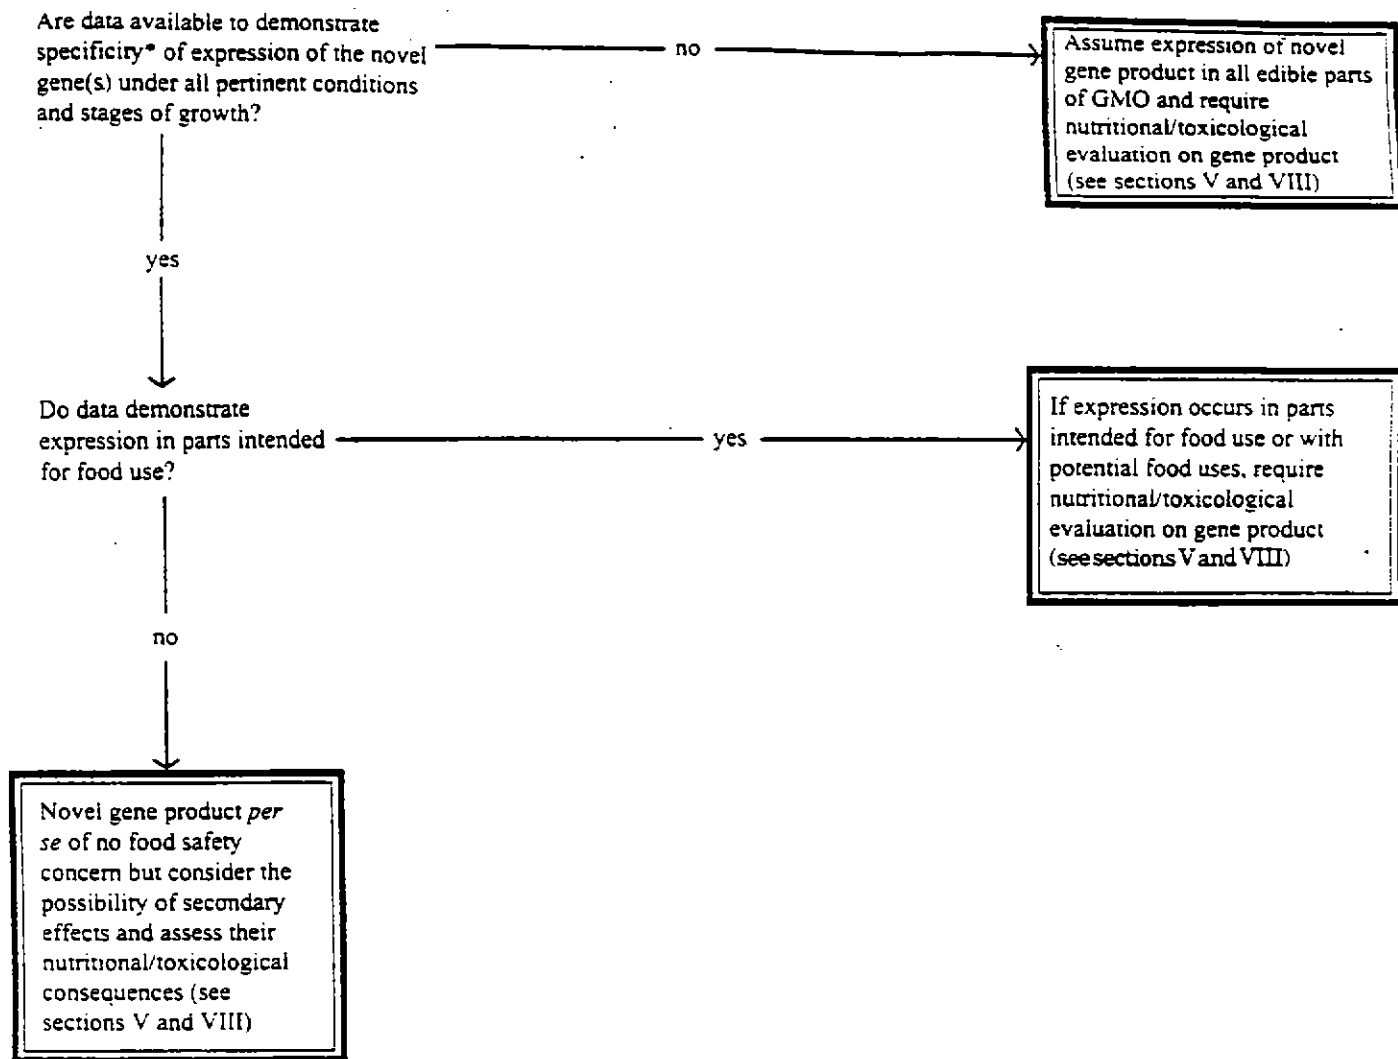 Are data available to demonstrate
specificity* of expression of the novel
gene(s) under all pertinent conditions
and stages of growth?
no
Assume expression of novel
gene product in all edible parts
of GMO and require
nutritional/toxicological
evaluation on gene product
(see sections V and VIII)
yes
Do data demonstrate
expression in parts intended
for food use?
yes
If expression occurs in parts
intended for food use or with
potential food uses, require
nutritional/toxicological
evaluation on gene product
(see sections V and VIII)
no
Novel gene product per
se of no food safety
concern but consider the
possibility of secondary
effects and assess their
nutritional/toxicological
consequences (see
sections V and VIII)